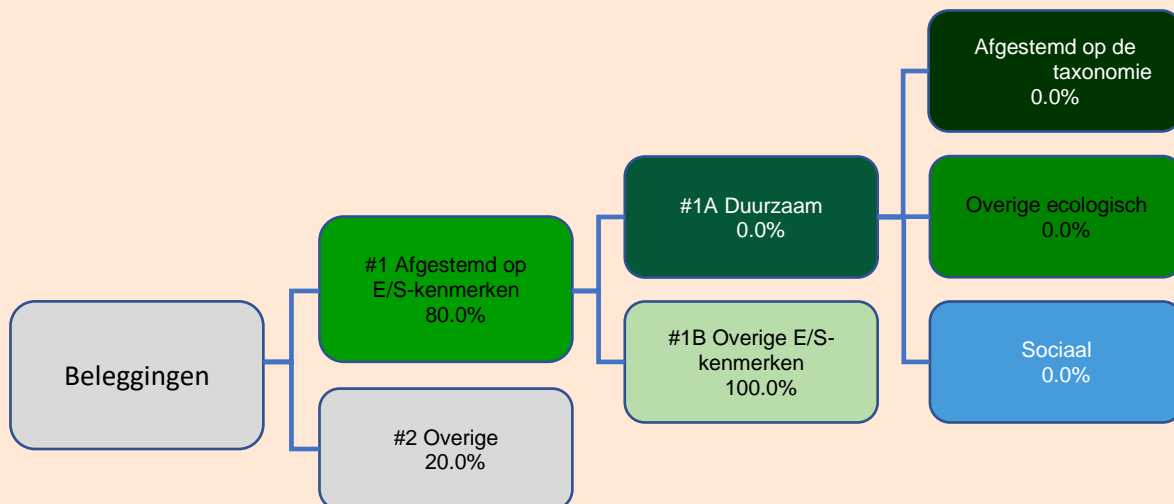 Beleggingen
#1 Afgestemd op
E/S-kenmerken
80.0%
#2 Overige
20.0%
#1A Duurzaam
0.0%
#1B Overige E/S-
kenmerken
100.0%
Afgestemd op de
taxonomie
0.0%
Overige ecologisch
0.0%
Sociaal
0.0%